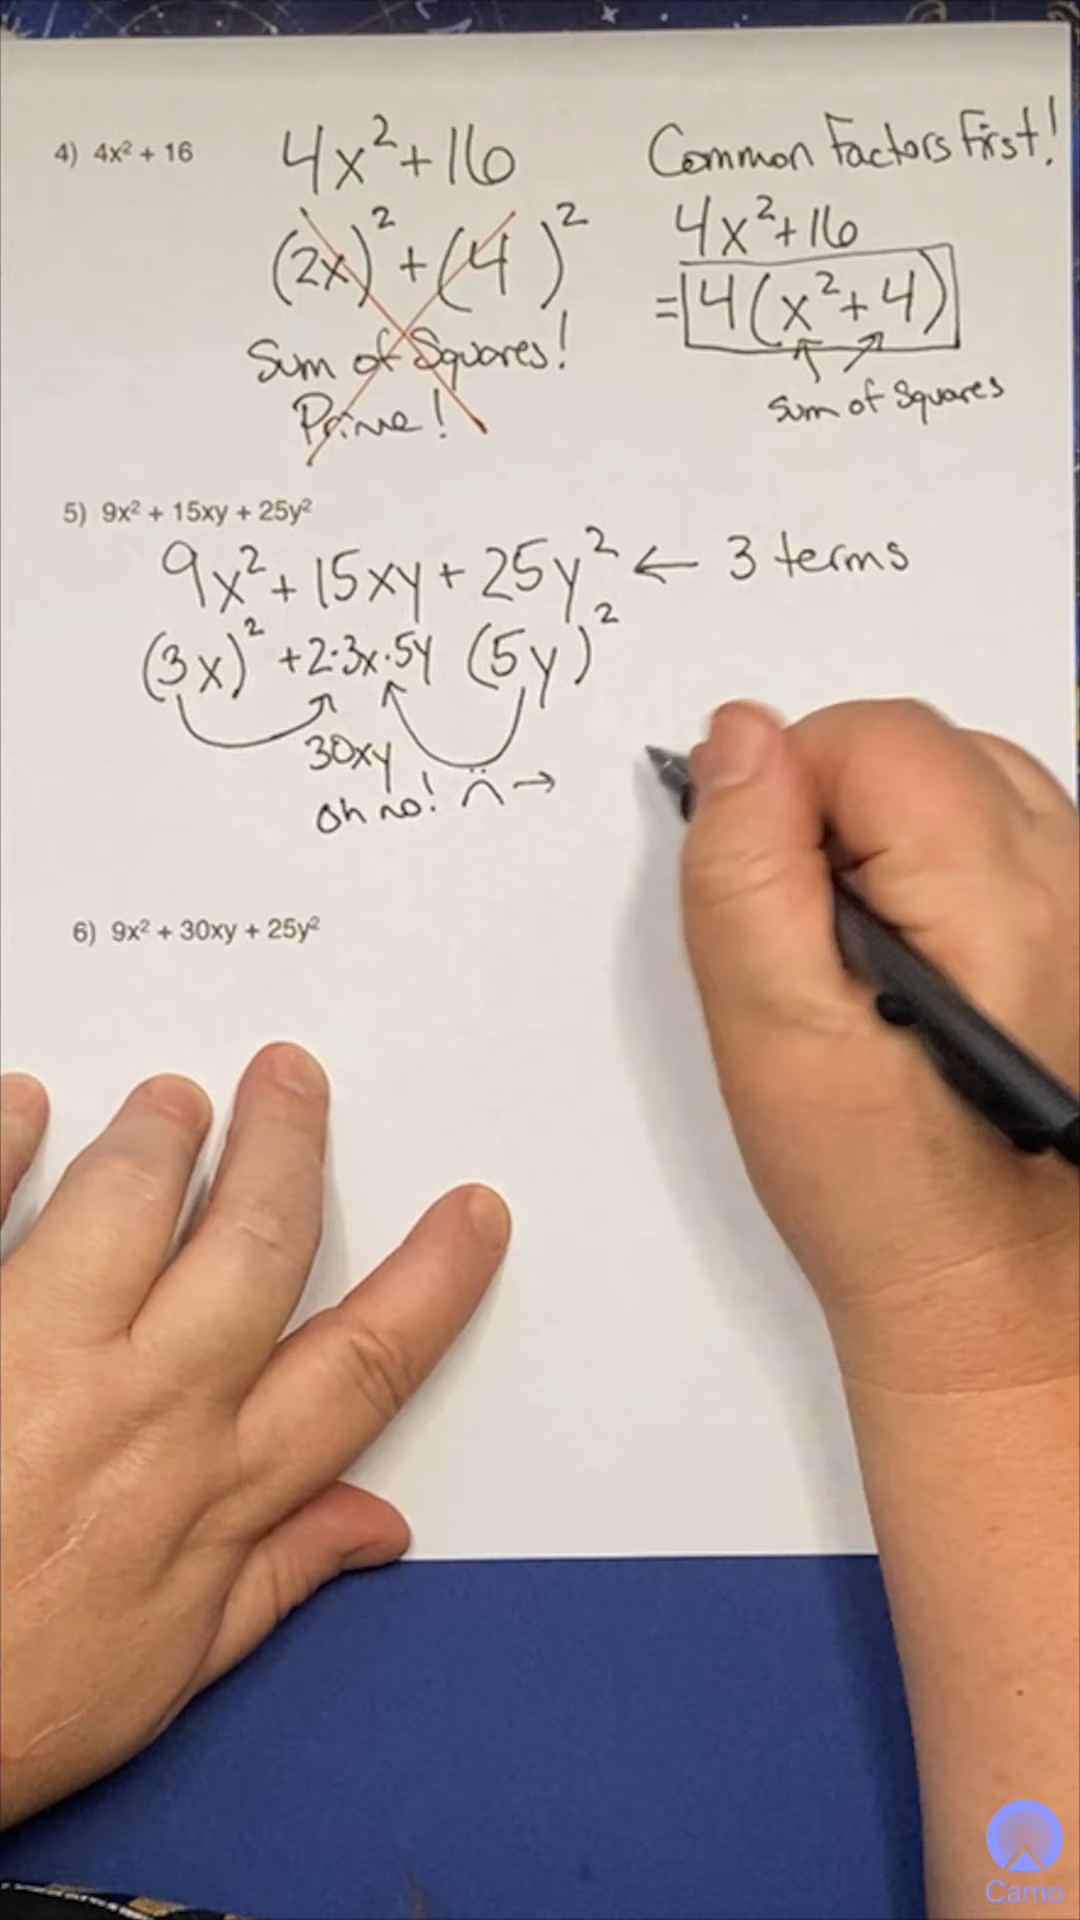 4) 4x² + 16
4x² + 16
(2x)² + (4)²
Sum of Squares!
Prime!
Common Factors First!
4x² + 16
= 4(x² + 4)
Sum of Squares
5) 9x² + 15xy + 25y²
9x² + 15xy + 25y² ← 3 terms
(3x)² + 2·3x·5y (5y)²
30xy
oh no! →
6) 9x² + 30xy + 25y²
Camo